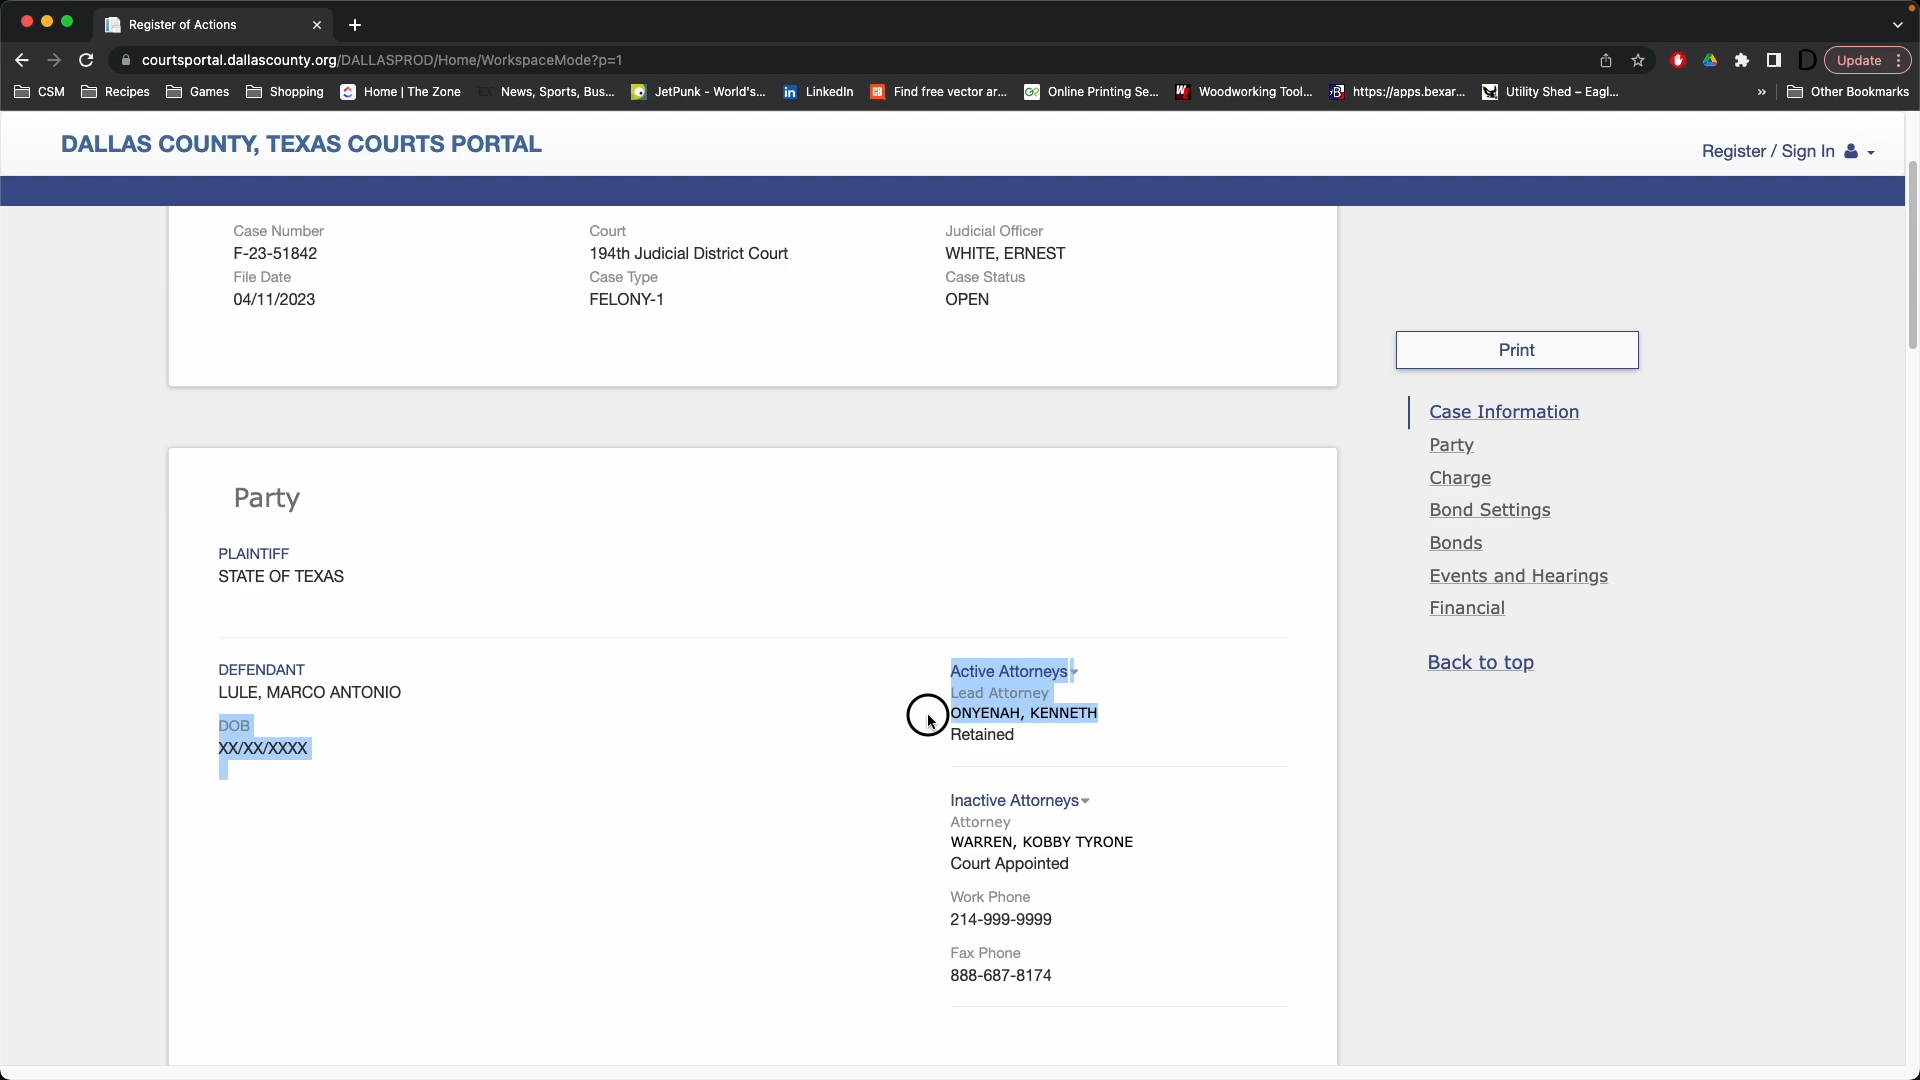 Register of Actions
courtsportal.dallascounty.org/DALLASPROD/Home/WorkspaceMode?p=1
Update
CSM
Recipes
Games
Shopping
Home | The Zone
News, Sports, Bus...
JetPunk - World's...
LinkedIn
Find free vector ar...
Online Printing Se...
Woodworking Tool...
https://apps.bexar...
Utility Shed – Eagl...
»
Other Bookmarks
DALLAS COUNTY, TEXAS COURTS PORTAL
Register / Sign In
Case Number
F-23-51842
File Date
04/11/2023
Court
194th Judicial District Court
Case Type
FELONY-1
Judicial Officer
WHITE, ERNEST
Case Status
OPEN
Print
Case Information
Party
Charge
Bond Settings
Bonds
Events and Hearings
Financial
Back to top
Party
PLAINTIFF
STATE OF TEXAS
DEFENDANT
LULE, MARCO ANTONIO
DOB
XX/XX/XXXX
Active Attorneys
Lead Attorney
ONYENAH, KENNETH
Retained
Inactive Attorneys
Attorney
WARREN, KOBBY TYRONE
Court Appointed
Work Phone
214-999-9999
Fax Phone
888-687-8174